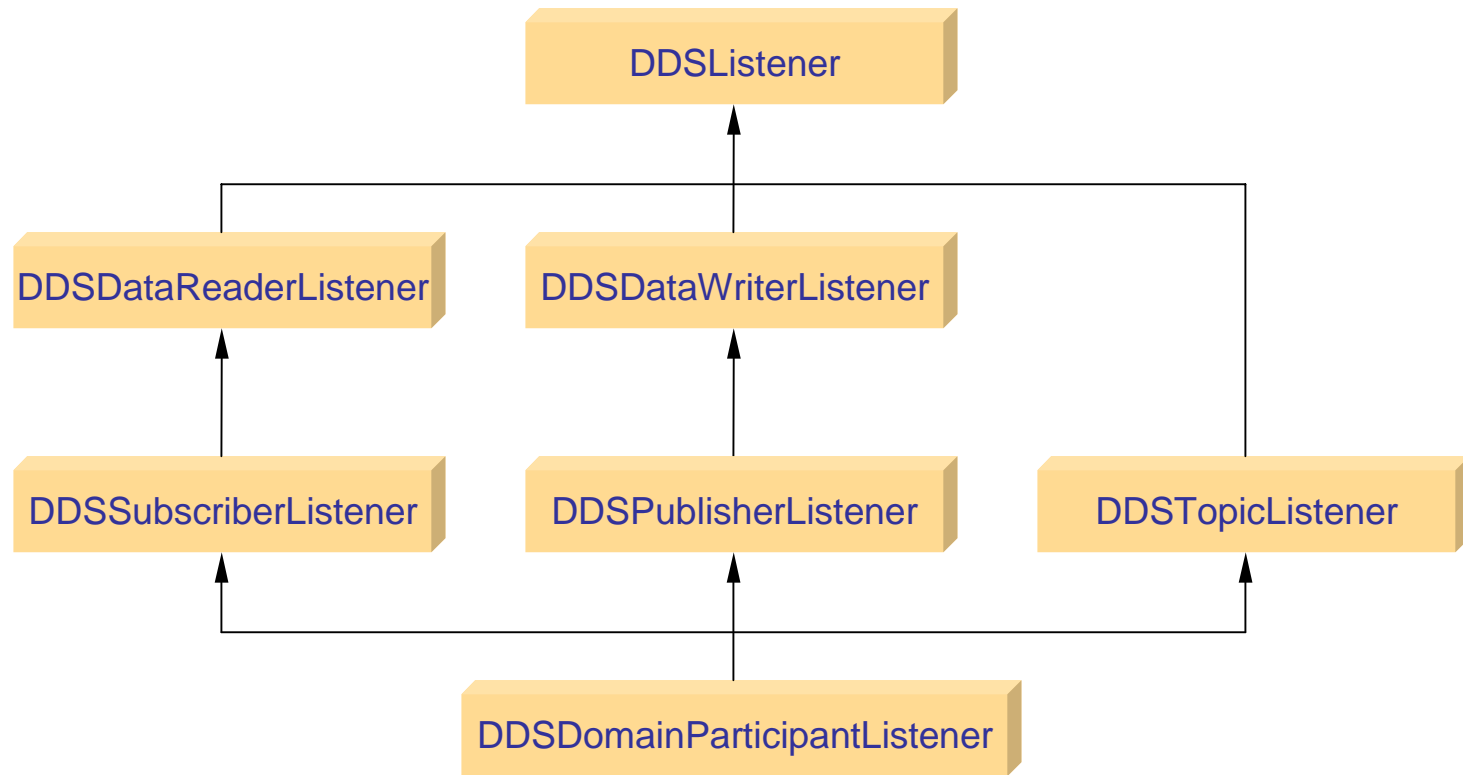 DDSListener
DDSDataReaderListener
DDSDataWriterListener
DDSSubscriberListener
DDSPublisherListener
DDSTopicListener
DDSDomainParticipantListener